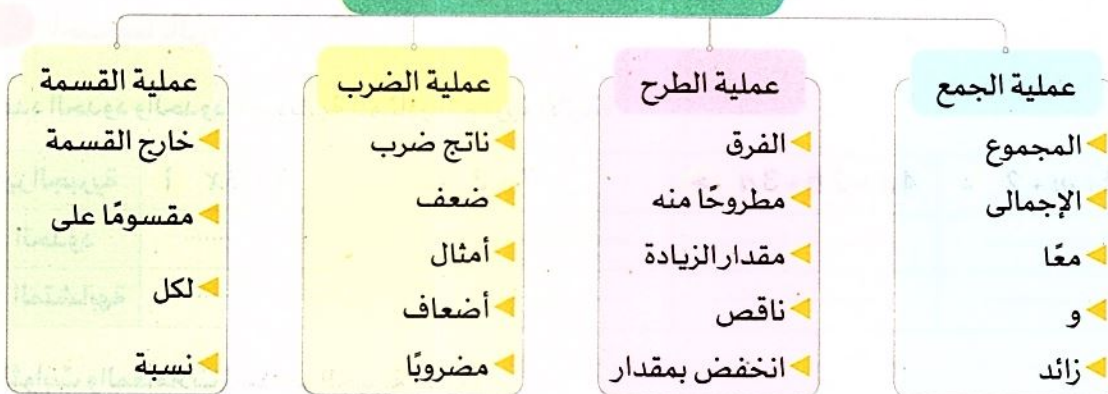 عملية الجمع
المجموع
الإجمالى
معًا
و
زائد
عملية الطرح
الفرق
مطروحًا منه
مقدار الزيادة
ناقص
انخفض بمقدار
عملية الضرب
ناتج ضرب
ضعف
أمثال
أضعاف
مضروبًا
عملية القسمة
خارج القسمة
مقسومًا على
لكل
نسبة